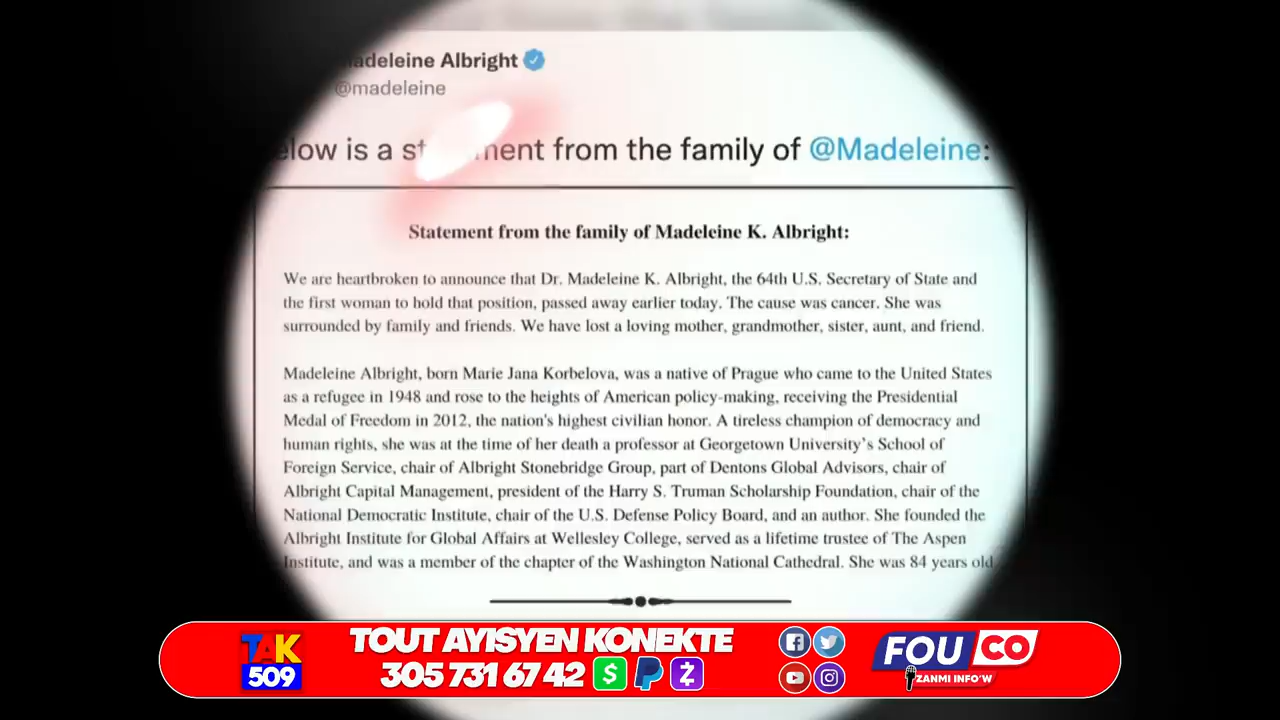 adeleine Albright
@madeleine
elow is a st ment from the family of @Madeleine:
Statement from the family of Madeleine K. Albright:
We are heartbroken to announce that Dr. Madeleine K. Albright, the 64th U.S. Secretary of State and
the first woman to hold that position, passed away earlier today. The cause was cancer. She was
surrounded by family and friends. We have lost a loving mother, grandmother, sister, aunt, and friend.
Madeleine Albright, born Marie Jana Korbelova, was a native of Prague who came to the United States
as a refugee in 1948 and rose to the heights of American policy-making, receiving the Presidential
Medal of Freedom in 2012, the nation's highest civilian honor. A tireless champion of democracy and
human rights, she was at the time of her death a professor at Georgetown University's School of
Foreign Service, chair of Albright Stonebridge Group, part of Dentons Global Advisors, chair of
Albright Capital Management, president of the Harry S. Truman Scholarship Foundation, chair of the
National Democratic Institute, chair of the U.S. Defense Policy Board, and an author. She founded the
Albright Institute for Global Affairs at Wellesley College, served as a lifetime trustee of The Aspen
Institute, and was a member of the chapter of the Washington National Cathedral. She was 84 years old
TAK
509
TOUT AYISYEN KONEKTE
305 731 67 42
FOUCO
ZANMI INFO'W